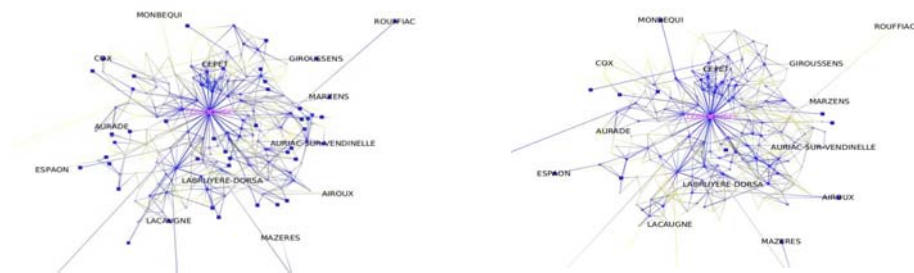 MONBEQUI
ROUFFIAC
COX
CEPET
GIROUSSENS
MARZENS
AURADE
AURIAC-SUR-VENDINELLE
ESPAON
LABRUYERE-DORSA
AIROUX
LACAUGNE
MAZERES
MONBEQUI
ROUFFIAC
COX
CEPET
GIROUSSENS
MARZENS
AURADE
AURIAC-SUR-VENDINELLE
ESPAON
LABRUYERE-DORSA
AIROUX
LACAUGNE
MAZERES